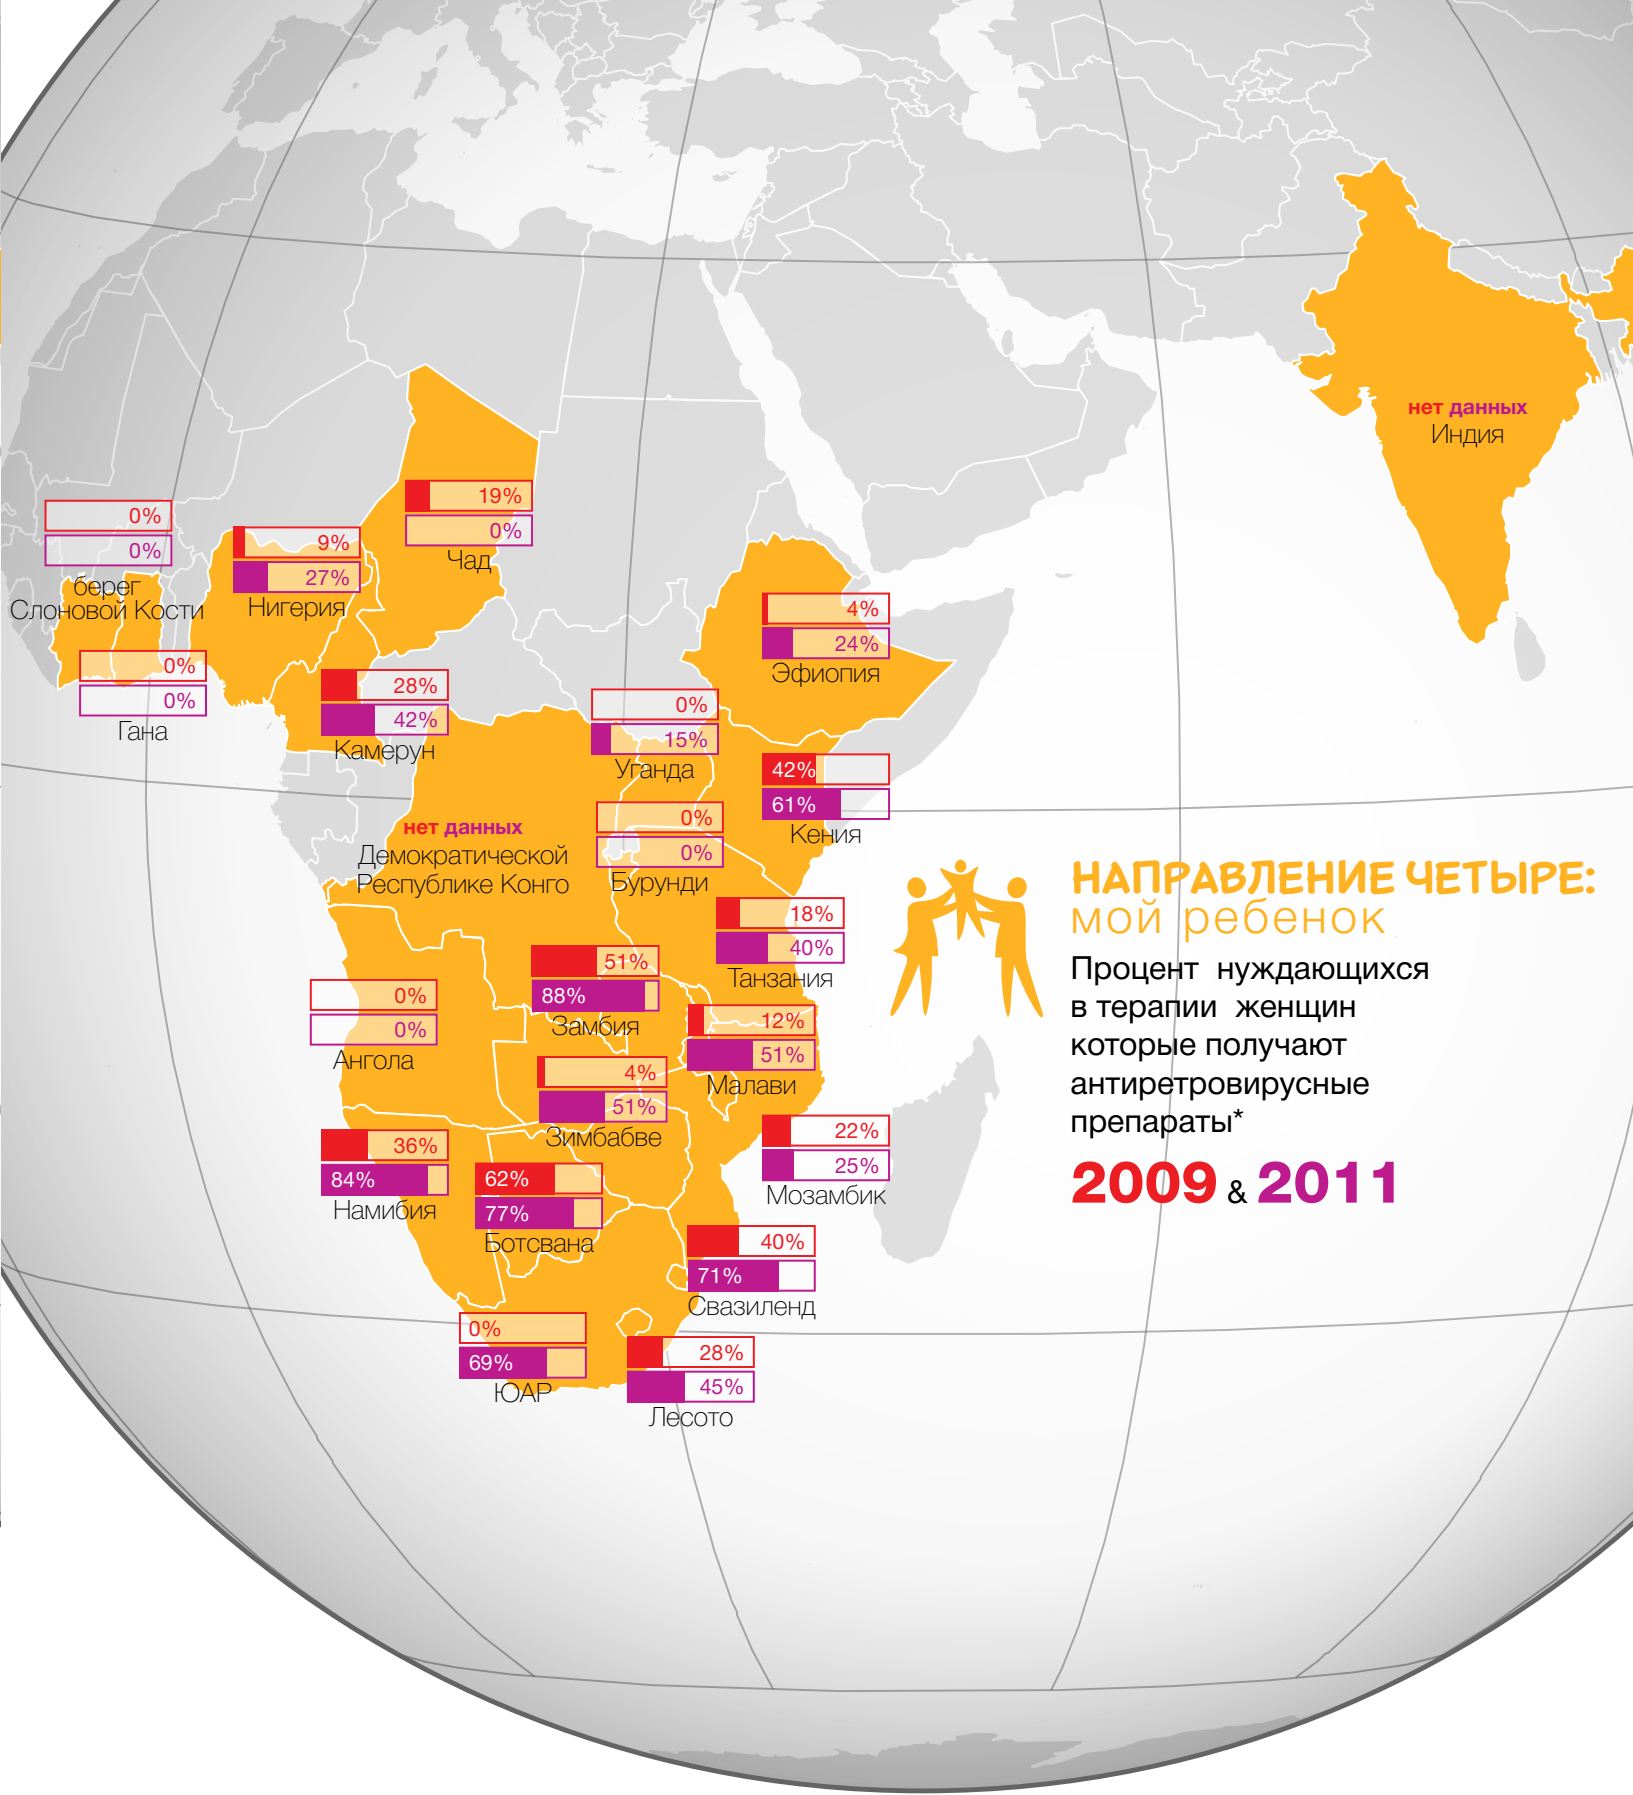 нет данных
Индия
19%
0%
Чад
0%
0%
берег
Слоновой Кости
9%
27%
Нигерия
4%
24%
Эфиопия
0%
0%
Гана
28%
42%
Камерун
0%
15%
Уганда
42%
61%
Кения
нет данных
Демократической
Республике Конго
0%
0%
Бурунди
НАПРАВЛЕНИЕ ЧЕТЫРЕ:
мой ребенок
Процент нуждающихся
в терапии женщин
которые получают
антиретровирусные
препараты*
2009 & 2011
18%
40%
Танзания
51%
88%
Замбия
0%
0%
Ангола
12%
51%
Малави
4%
51%
Зимбабве
22%
25%
Мозамбик
36%
84%
Намибия
62%
77%
Ботсвана
40%
71%
Свазиленд
0%
69%
ЮАР
28%
45%
Лесото